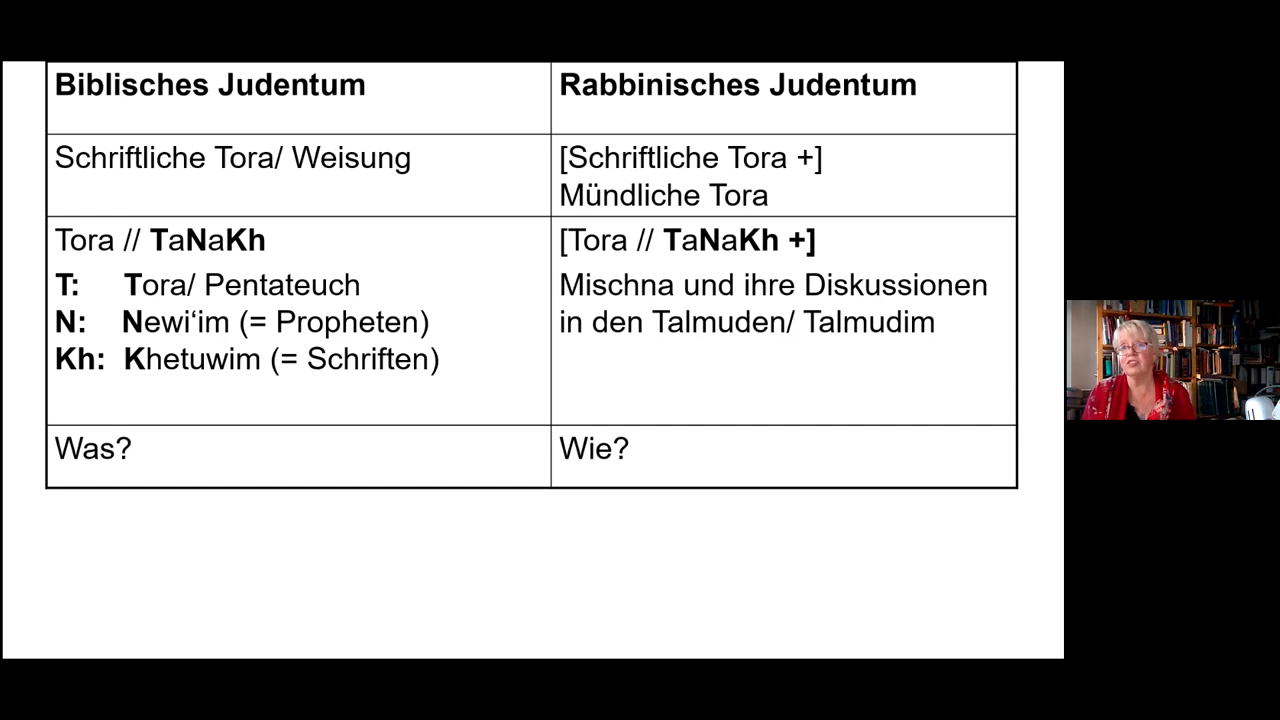 Biblisches Judentum
Rabbinisches Judentum
Schriftliche Tora/ Weisung
[Schriftliche Tora +]
Mündliche Tora
Tora // TaNaKh
T: Tora/ Pentateuch
N: Newi‘im (= Propheten)
Kh: Khetuwim (= Schriften)
[Tora // TaNaKh +]
Mischna und ihre Diskussionen
in den Talmuden/ Talmudim
Was?
Wie?